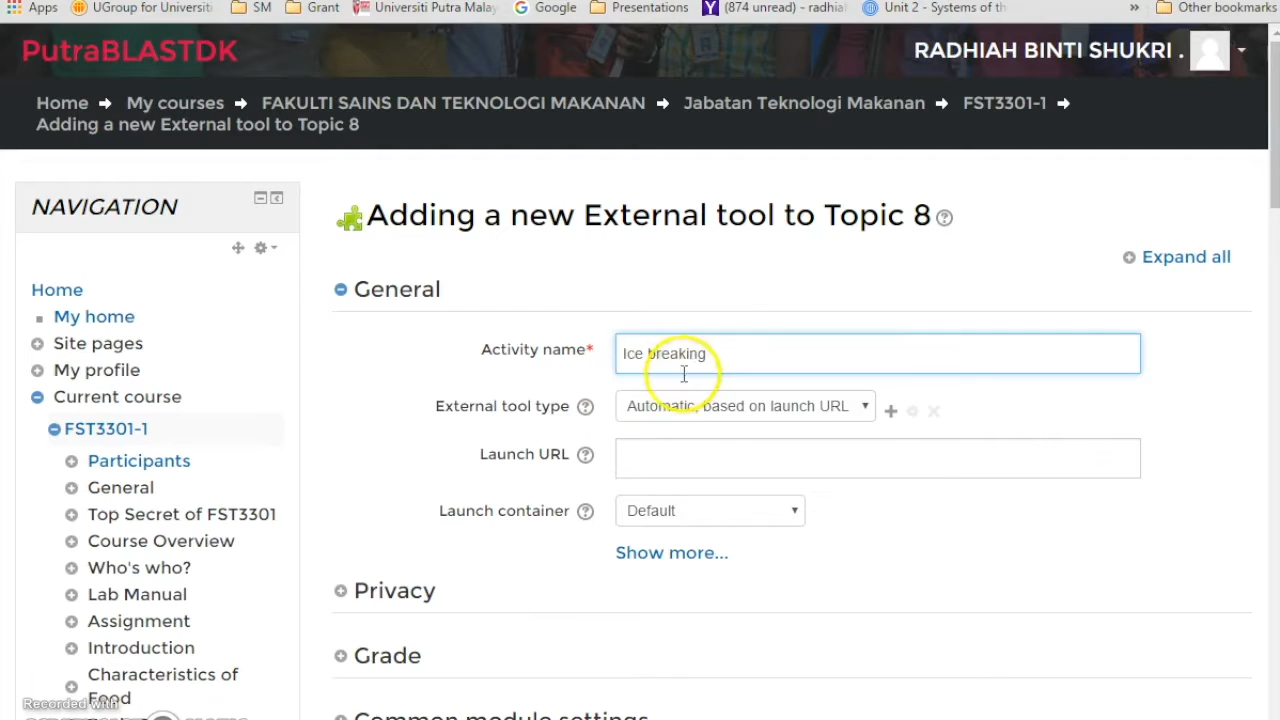 Apps UGroup for Universiti SM Grant Universiti Putra Malay Google Presentations (874 unread) - radhia Unit 2 - Systems of th » Other bookmarks
PutraBLASTDK RADHIAH BINTI SHUKRI .
Home My courses FAKULTI SAINS DAN TEKNOLOGI MAKANAN Jabatan Teknologi Makanan FST3301-1
Adding a new External tool to Topic 8
NAVIGATION
Home
My home
Site pages
My profile
Current course
FST3301-1
Participants
General
Top Secret of FST3301
Course Overview
Who's who?
Lab Manual
Assignment
Introduction
Characteristics of
Food
Recorded with
Adding a new External tool to Topic 8
Expand all
General
Activity name* Ice breaking
External tool type Automatic, based on launch URL
Launch URL
Launch container Default
Show more...
Privacy
Grade
Common module settings